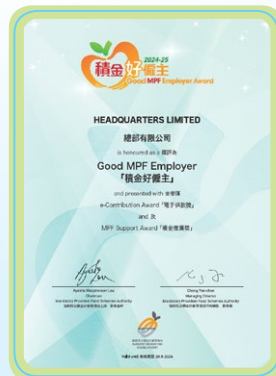 2024-25
積金好僱主
Good MPF Employer Award
HEADQUARTERS LIMITED
總部有限公司
is honoured as a 獲評為
Good MPF Employer
「積金好僱主」
and presented with 並榮獲
e-Contribution Award「電子供款獎」
and 及
MPF Support Award「積金推廣獎」
Chairman
Managing Director